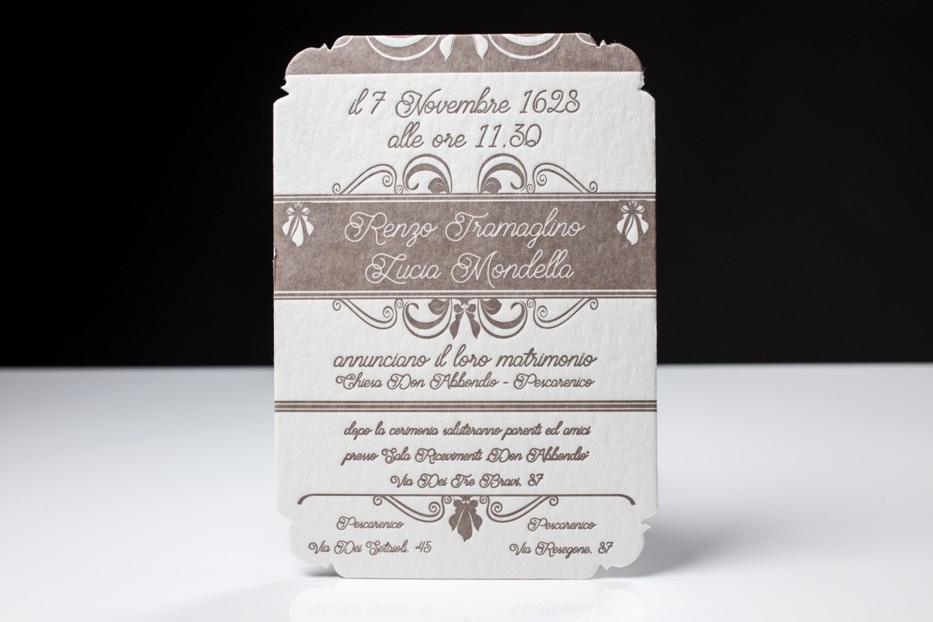 il 7 Novembre 1628
alle ore 11.30
Renzo Tramaglino
Lucia Mondella
annunciano il loro matrimonio
Chiesa Don Abbondio - Pescarenico
dopo la cerimonia saluteranno parenti ed amici
presso "Sala Ricevimenti Don Abbondio"
Via Dei Tre Bravi, 87
Pescarenico
Via Dei Setaioli, 45
Pescarenico
Via Resegone, 87